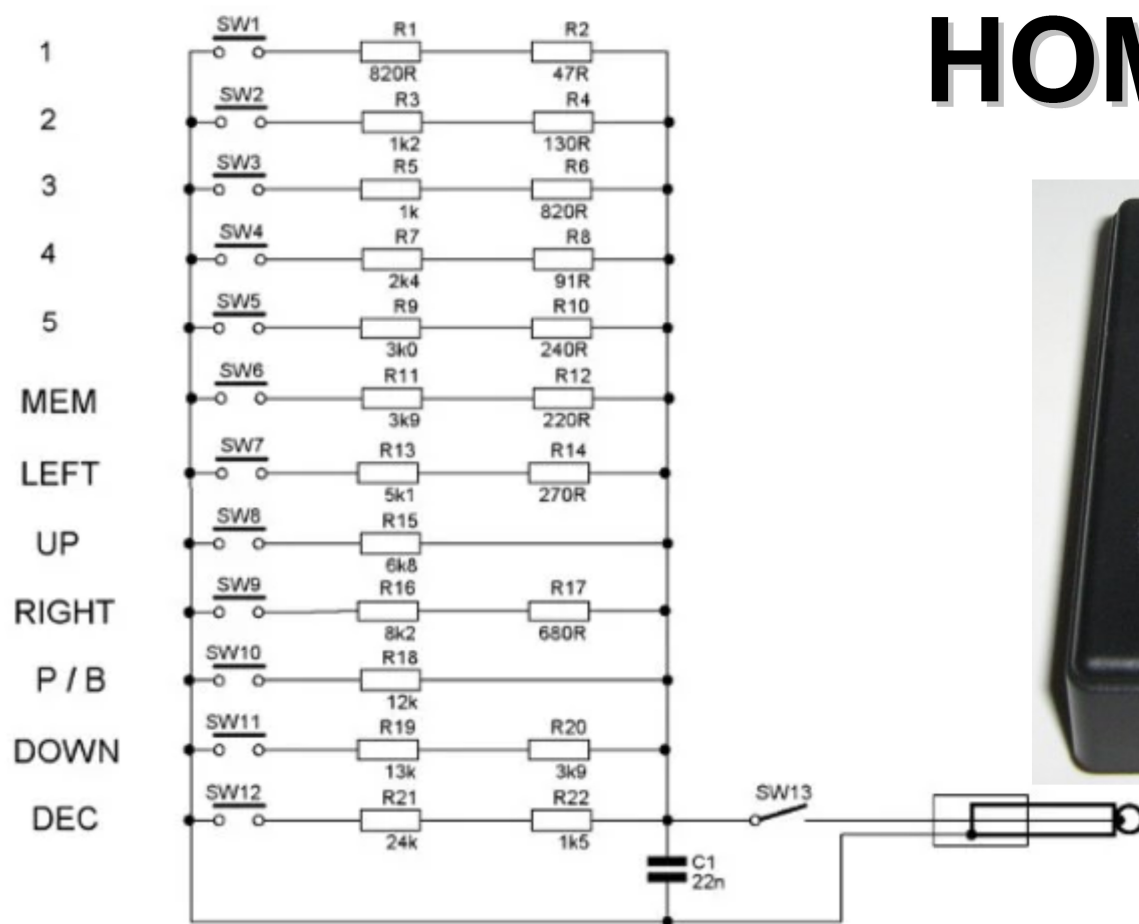 HOM
1 SW1 R1 R2
820R 47R
2 SW2 R3 R4
1k2 130R
3 SW3 R5 R6
1k 820R
4 SW4 R7 R8
2k4 91R
5 SW5 R9 R10
3k0 240R
MEM SW6 R11 R12
3k9 220R
LEFT SW7 R13 R14
5k1 270R
UP SW8 R15
6k8
RIGHT SW9 R16 R17
8k2 680R
P / B SW10 R18
12k
DOWN SW11 R19 R20
13k 3k9
DEC SW12 R21 R22 SW13
24k 1k5
C1
22n